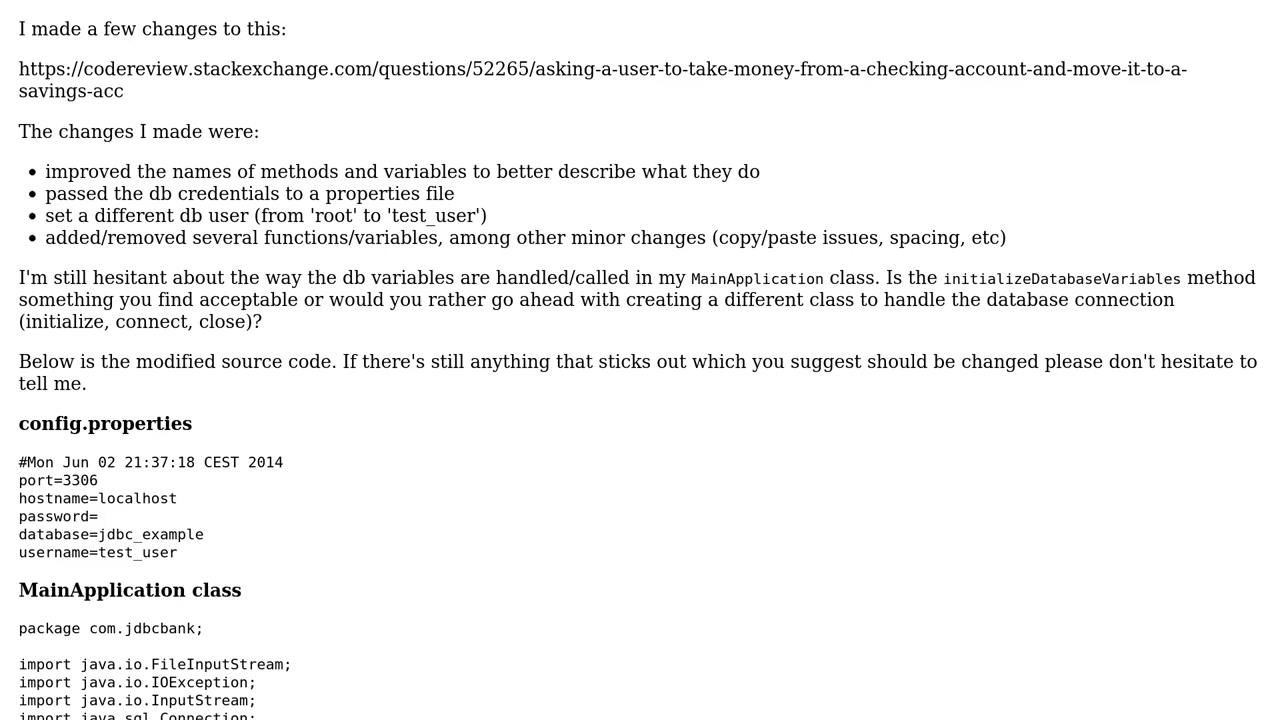 I made a few changes to this:
https://codereview.stackexchange.com/questions/52265/asking-a-user-to-take-money-from-a-checking-account-and-move-it-to-a-
savings-acc
The changes I made were:
• improved the names of methods and variables to better describe what they do
• passed the db credentials to a properties file
• set a different db user (from 'root' to 'test_user')
• added/removed several functions/variables, among other minor changes (copy/paste issues, spacing, etc)
I'm still hesitant about the way the db variables are handled/called in my MainApplication class. Is the initializeDatabaseVariables method
something you find acceptable or would you rather go ahead with creating a different class to handle the database connection
(initialize, connect, close)?
Below is the modified source code. If there's still anything that sticks out which you suggest should be changed please don't hesitate to
tell me.
config.properties
#Mon Jun 02 21:37:18 CEST 2014
port=3306
hostname=localhost
password=
database=jdbc_example
username=test_user
MainApplication class
package com.jdbcbank;
import java.io.FileInputStream;
import java.io.IOException;
import java.io.InputStream;
import java.sql.Connection;